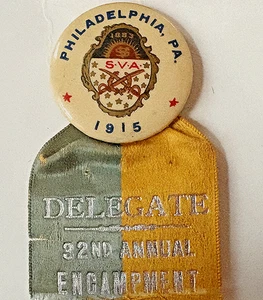 PHILADELPHIA, PA.
1883
S.V.A.
1915
DELEGATE
32ND ANNUAL
ENCAMPMENT